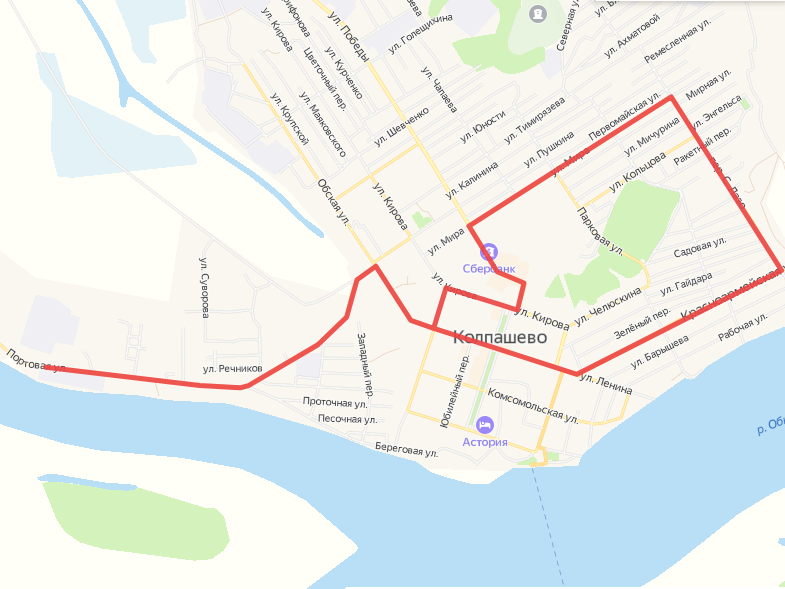 ул. Кирова
ул. Победы
ул. Голещихина
Северная ул.
ул. Ахматовой
Ремесленная ул.
Цветочный пер.
ул. Курченко
ул. Чапаева
Мирная ул.
ул. Крупской
ул. Маяковского
ул. Шевченко
ул. Юности
ул. Тимирязева
Первомайская ул.
ул. Энгельса
ул. Пушкина
ул. Мичурина
Ракетный пер.
ул. Мира
ул. Кольцова
ул. Калинина
Обская ул.
ул. Кирова
Парковая ул.
ул. Мира
Садовая ул.
Сбербанк
ул. Суворова
ул. Гайдара
ул. Челюскина
Красноармейская
ул. Кирова
Зелёный пер.
Рабочая ул.
Колпашево
ул. Барышева
Портовая ул.
ул. Речников
Западный пер.
Юбилейный пер.
ул. Ленина
Комсомольская ул.
Проточная ул.
Песочная ул.
Астория
Береговая ул.
р. Обь